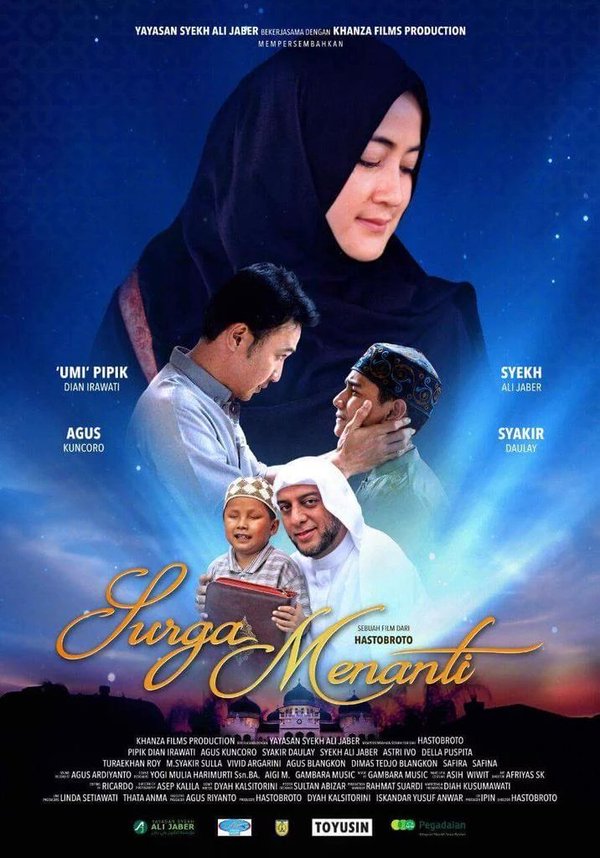 YAYASAN SYEKH ALI JABER BEKERJASAMA DENGAN KHANZA FILMS PRODUCTION
MEMPERSEMBAHKAN
'UMI' PIPIK
DIAN IRAWATI
AGUS
KUNCORO
SYEKH
ALI JABER
SYAKIR
DAULAY
SEBUAH FILM DARI
HASTOBROTO
Surga Menanti
KHANZA FILMS PRODUCTION YAYASAN SYEKH ALI JABER HASTOBROTO
PIPIK DIAN IRAWATI AGUS KUNCORO SYAKIR DAULAY SYEKH ALI JABER ASTRI IVO DELLA PUSPITA
TURAEKHAN ROY M.SYAKIR SULLA VIVID ARGARINI AGUS BLANGKON DIMAS TEDJO BLANGKON SAFIRA SAFINA
AGUS ARDIYANTO YOGI MULIA HARIMURTI Ssn.BA. AIGI M. GAMBARA MUSIC GAMBARA MUSIC ASIH WIWIT AFRIYAS SK
RICARDO ASEP KALILA DYAH KALSITORINI SULTAN ABIZAR RAHMAT SUARDI DIAH KUSUMAWATI
LINDA SETIAWATI THATA ANMA AGUS RIYANTO HASTOBROTO DYAH KALSITORINI ISKANDAR YUSUF ANWAR IPIN HASTOBROTO
YAYASAN SYEKH
ALI JABER
TOYUSIN
Pegadaian